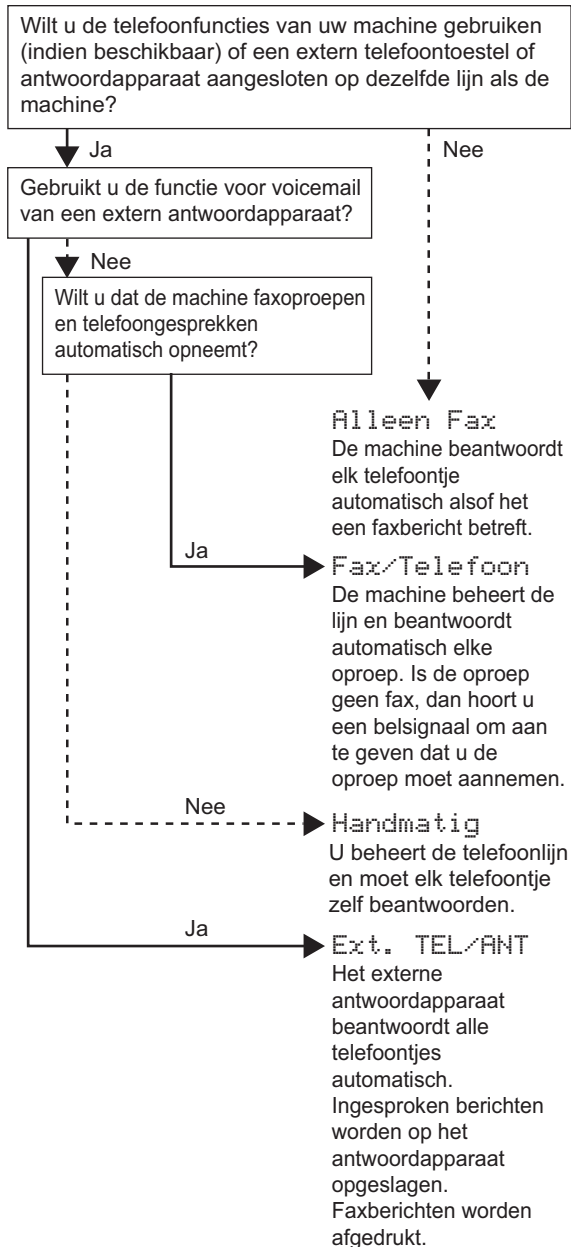 Wilt u de telefoonfuncties van uw machine gebruiken
(indien beschikbaar) of een extern telefoontoestel of
antwoordapparaat aangesloten op dezelfde lijn als de
machine?
Ja
Nee
Gebruikt u de functie voor voicemail
van een extern antwoordapparaat?
Nee
Wilt u dat de machine faxoproepen
en telefoongesprekken
automatisch opneemt?
Alleen Fax
De machine beantwoordt
elk telefoontje
automatisch alsof het
een faxbericht betreft.
Ja
Fax/Telefoon
De machine beheert de
lijn en beantwoordt
automatisch elke
oproep. Is de oproep
geen fax, dan hoort u
een belsignaal om aan
te geven dat u de
oproep moet aannemen.
Nee
Handmatig
U beheert de telefoonlijn
en moet elk telefoontje
zelf beantwoorden.
Ja
Ext. TEL/ANT
Het externe
antwoordapparaat
beantwoordt alle
telefoontjes
automatisch.
Ingesproken berichten
worden op het
antwoordapparaat
opgeslagen.
Faxberichten worden
afgedrukt.